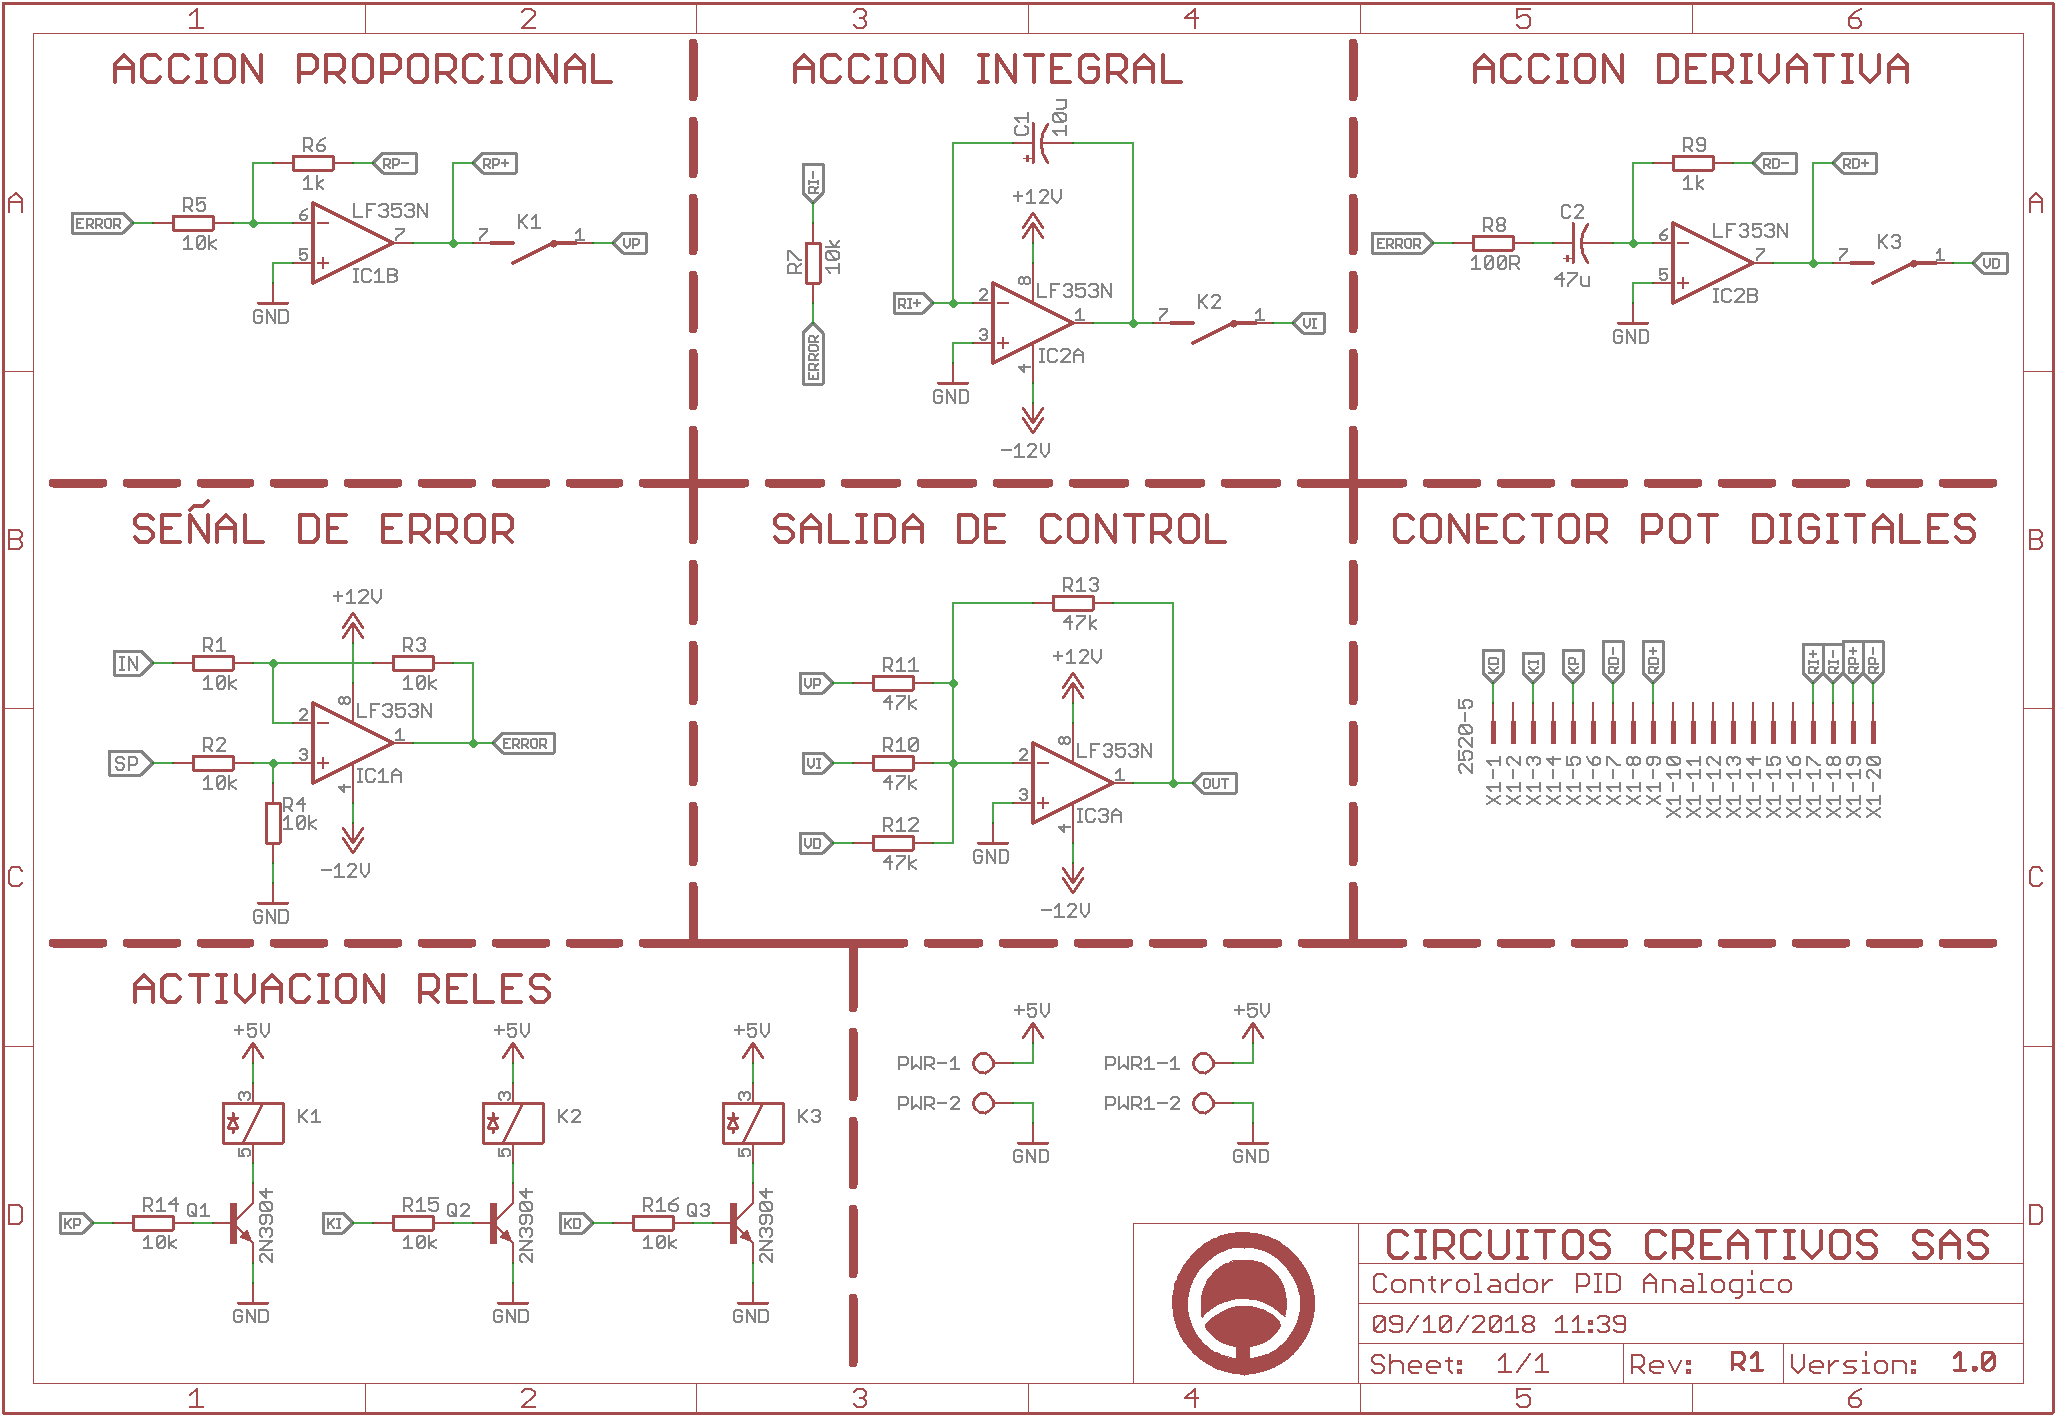 1 2 3 4 5 6
A
B
C
D
A
B
C
D
ACCION PROPORCIONAL
R6
1k
RP-
RP+
ERROR
R5
10k
6
5
7
LF353N
IC1B
K1
7
1
VP
GND
ACCION INTEGRAL
C1
10u
RI-
R7
10k
ERROR
+12V
8
RI+
2
3
1
4
LF353N
IC2A
K2
7
1
VI
GND
-12V
ACCION DERIVATIVA
R9
1k
RD-
RD+
ERROR
R8
100R
C2
47u
6
5
7
LF353N
IC2B
K3
7
1
VD
GND
SEÑAL DE ERROR
+12V
IN
R1
10k
R3
10k
8
LF353N
2
3
1
4
IC1A
ERROR
SP
R2
10k
R4
10k
-12V
GND
SALIDA DE CONTROL
R13
47k
+12V
VP
R11
47k
VI
R10
47k
VD
R12
47k
8
LF353N
2
3
1
4
IC3A
OUT
GND
-12V
CONECTOR POT DIGITALES
KD
KI
KP
RD-
RD+
RI+
RI-
RP+
RP-
2520-5
X1-1
X1-2
X1-3
X1-4
X1-5
X1-6
X1-7
X1-8
X1-9
X1-10
X1-11
X1-12
X1-13
X1-14
X1-15
X1-16
X1-17
X1-18
X1-19
X1-20
ACTIVACION RELES
+5V
3
K1
5
KP
R14
10k
Q1
2N3904
GND
+5V
3
K2
5
KI
R15
10k
Q2
2N3904
GND
+5V
3
K3
5
KD
R16
10k
Q3
2N3904
GND
+5V
PWR-1
PWR-2
GND
+5V
PWR1-1
PWR1-2
GND
CIRCUITOS CREATIVOS SAS
Controlador PID Analogico
09/10/2018 11:39
Sheet: 1/1
Rev: R1
Version: 1.0
1 2 3 4 5 6